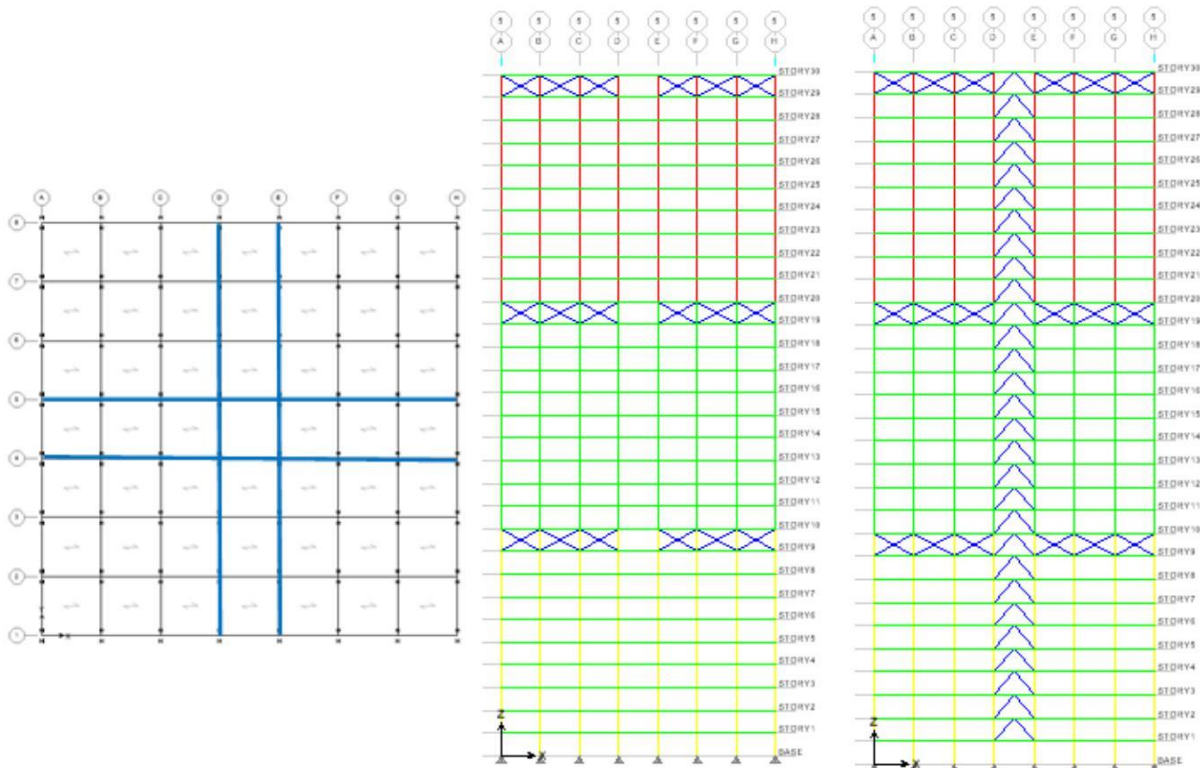 5 5 5 5 5 5 5 5
A B C D E F G H
STORY30
STORY29
STORY28
STORY27
STORY26
STORY25
STORY24
STORY23
STORY22
STORY21
STORY20
STORY19
STORY18
STORY17
STORY16
STORY15
STORY14
STORY13
STORY12
STORY11
STORY10
STORY9
STORY8
STORY7
STORY6
STORY5
STORY4
STORY3
STORY2
STORY1
BASE
Z
X
5 5 5 5 5 5 5 5
A B C D E F G H
STORY30
STORY29
STORY28
STORY27
STORY26
STORY25
STORY24
STORY23
STORY22
STORY21
STORY20
STORY19
STORY18
STORY17
STORY16
STORY15
STORY14
STORY13
STORY12
STORY11
STORY10
STORY9
STORY8
STORY7
STORY6
STORY5
STORY4
STORY3
STORY2
STORY1
BASE
Z
X
A B C D E F G H
8
7
6
5
4
3
2
1